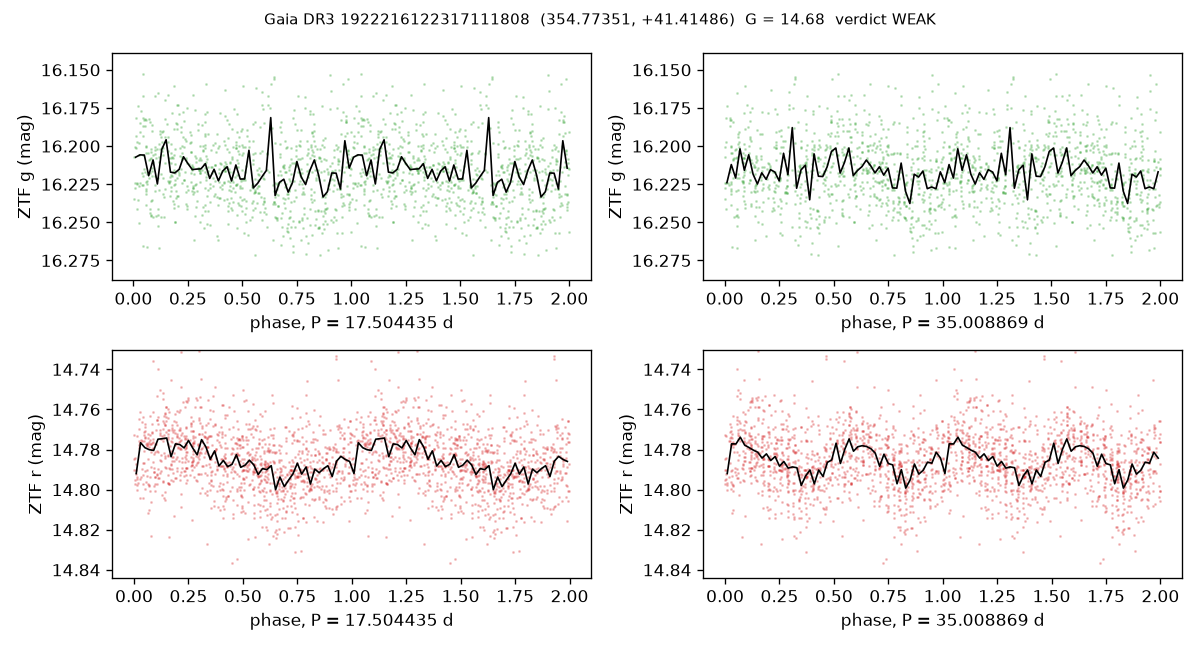 Gaia DR3 1922216122317111808 (354.77351, +41.41486) G = 14.68 verdict WEAK
ZTF g (mag)
16.150
16.175
16.200
16.225
16.250
16.275
0.00 0.25 0.50 0.75 1.00 1.25 1.50 1.75 2.00
phase, P = 17.504435 d
ZTF g (mag)
16.150
16.175
16.200
16.225
16.250
16.275
0.00 0.25 0.50 0.75 1.00 1.25 1.50 1.75 2.00
phase, P = 35.008869 d
ZTF r (mag)
14.74
14.76
14.78
14.80
14.82
14.84
0.00 0.25 0.50 0.75 1.00 1.25 1.50 1.75 2.00
phase, P = 17.504435 d
ZTF r (mag)
14.74
14.76
14.78
14.80
14.82
14.84
0.00 0.25 0.50 0.75 1.00 1.25 1.50 1.75 2.00
phase, P = 35.008869 d